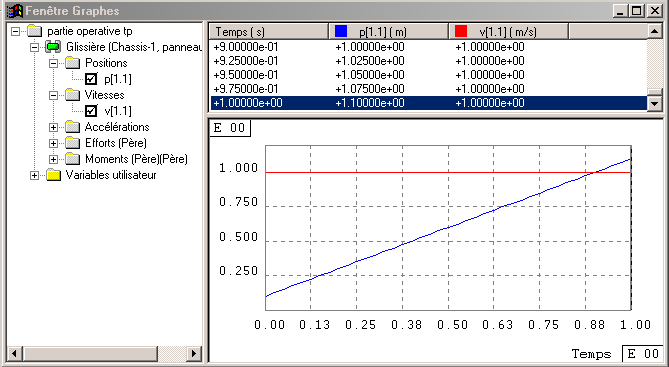 Fenêtre Graphes
partie operative tp
Glissière (Chassis-1, panneau
Positions
p[1.1]
Vitesses
v[1.1]
Accélérations
Efforts (Père)
Moments (Père)(Père)
Variables utilisateur
Temps ( s) p[1.1] ( m) v[1.1] ( m/s)
+9.00000e-01 +1.00000e+00 +1.00000e+00
+9.25000e-01 +1.02500e+00 +1.00000e+00
+9.50000e-01 +1.05000e+00 +1.00000e+00
+9.75000e-01 +1.07500e+00 +1.00000e+00
+1.00000e+00 +1.10000e+00 +1.00000e+00
E 00
1.000
0.750
0.500
0.250
0.00 0.13 0.25 0.38 0.50 0.63 0.75 0.88 1.00
Temps E 00